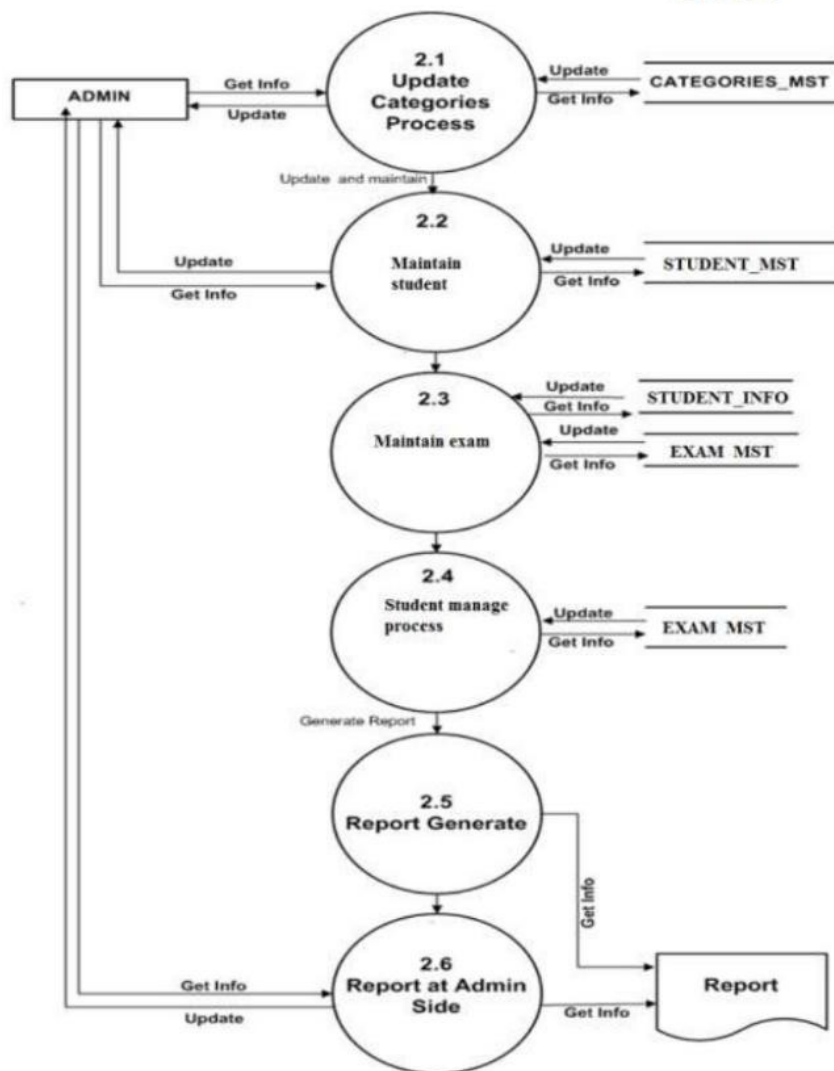 2.1
Update
Categories
Process
ADMIN
Get Info
Update
Update
Get Info
CATEGORIES_MST
Update and maintain
2.2
Maintain
student
Update
Get Info
Update
Get Info
STUDENT_MST
2.3
Maintain exam
Update
Get Info
STUDENT_INFO
Update
Get Info
EXAM MST
2.4
Student manage
process
Update
Get Info
EXAM MST
Generate Report
2.5
Report Generate
Get Info
2.6
Report at Admin
Side
Get Info
Update
Get Info
Report